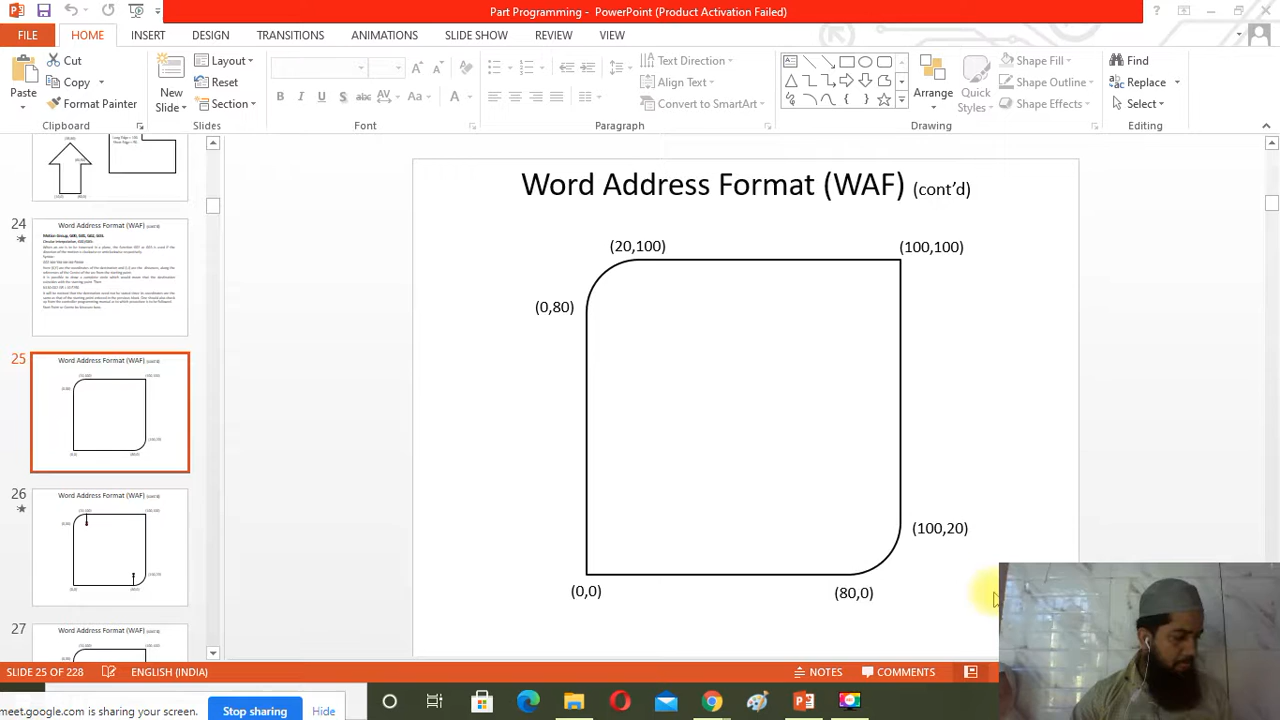 Part Programming - PowerPoint (Product Activation Failed)
FILE HOME INSERT DESIGN TRANSITIONS ANIMATIONS SLIDE SHOW REVIEW VIEW
Paste
Cut
Copy
Format Painter
Clipboard
New
Slide
Layout
Reset
Section
Slides
Font
Text Direction
Align Text
Convert to SmartArt
Paragraph
Arrange
Quick
Styles
Shape Fill
Shape Outline
Shape Effects
Drawing
Find
Replace
Select
Editing
24
Word Address Format (WAF)
25
Word Address Format (WAF)
26
Word Address Format (WAF)
27
Word Address Format (WAF)
Word Address Format (WAF) (cont'd)
(20,100)
(100,100)
(0,80)
(100,20)
(0,0)
(80,0)
SLIDE 25 OF 228 ENGLISH (INDIA) NOTES COMMENTS
meet.google.com is sharing your screen. Stop sharing Hide